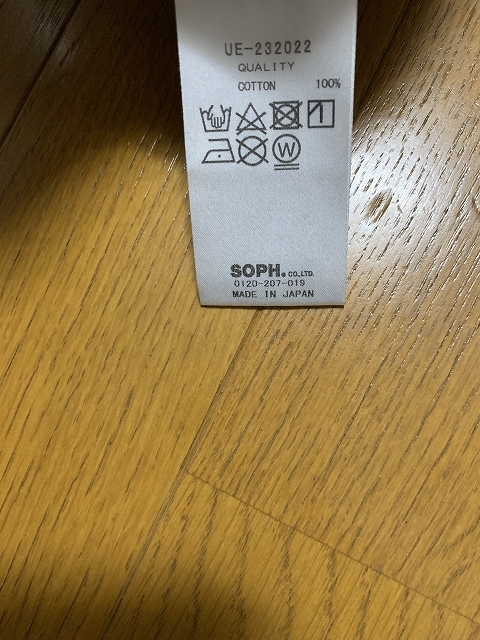 UE-232022
QUALITY
COTTON 100%
W
SOPH. CO.,LTD.
0120-207-019
MADE IN JAPAN